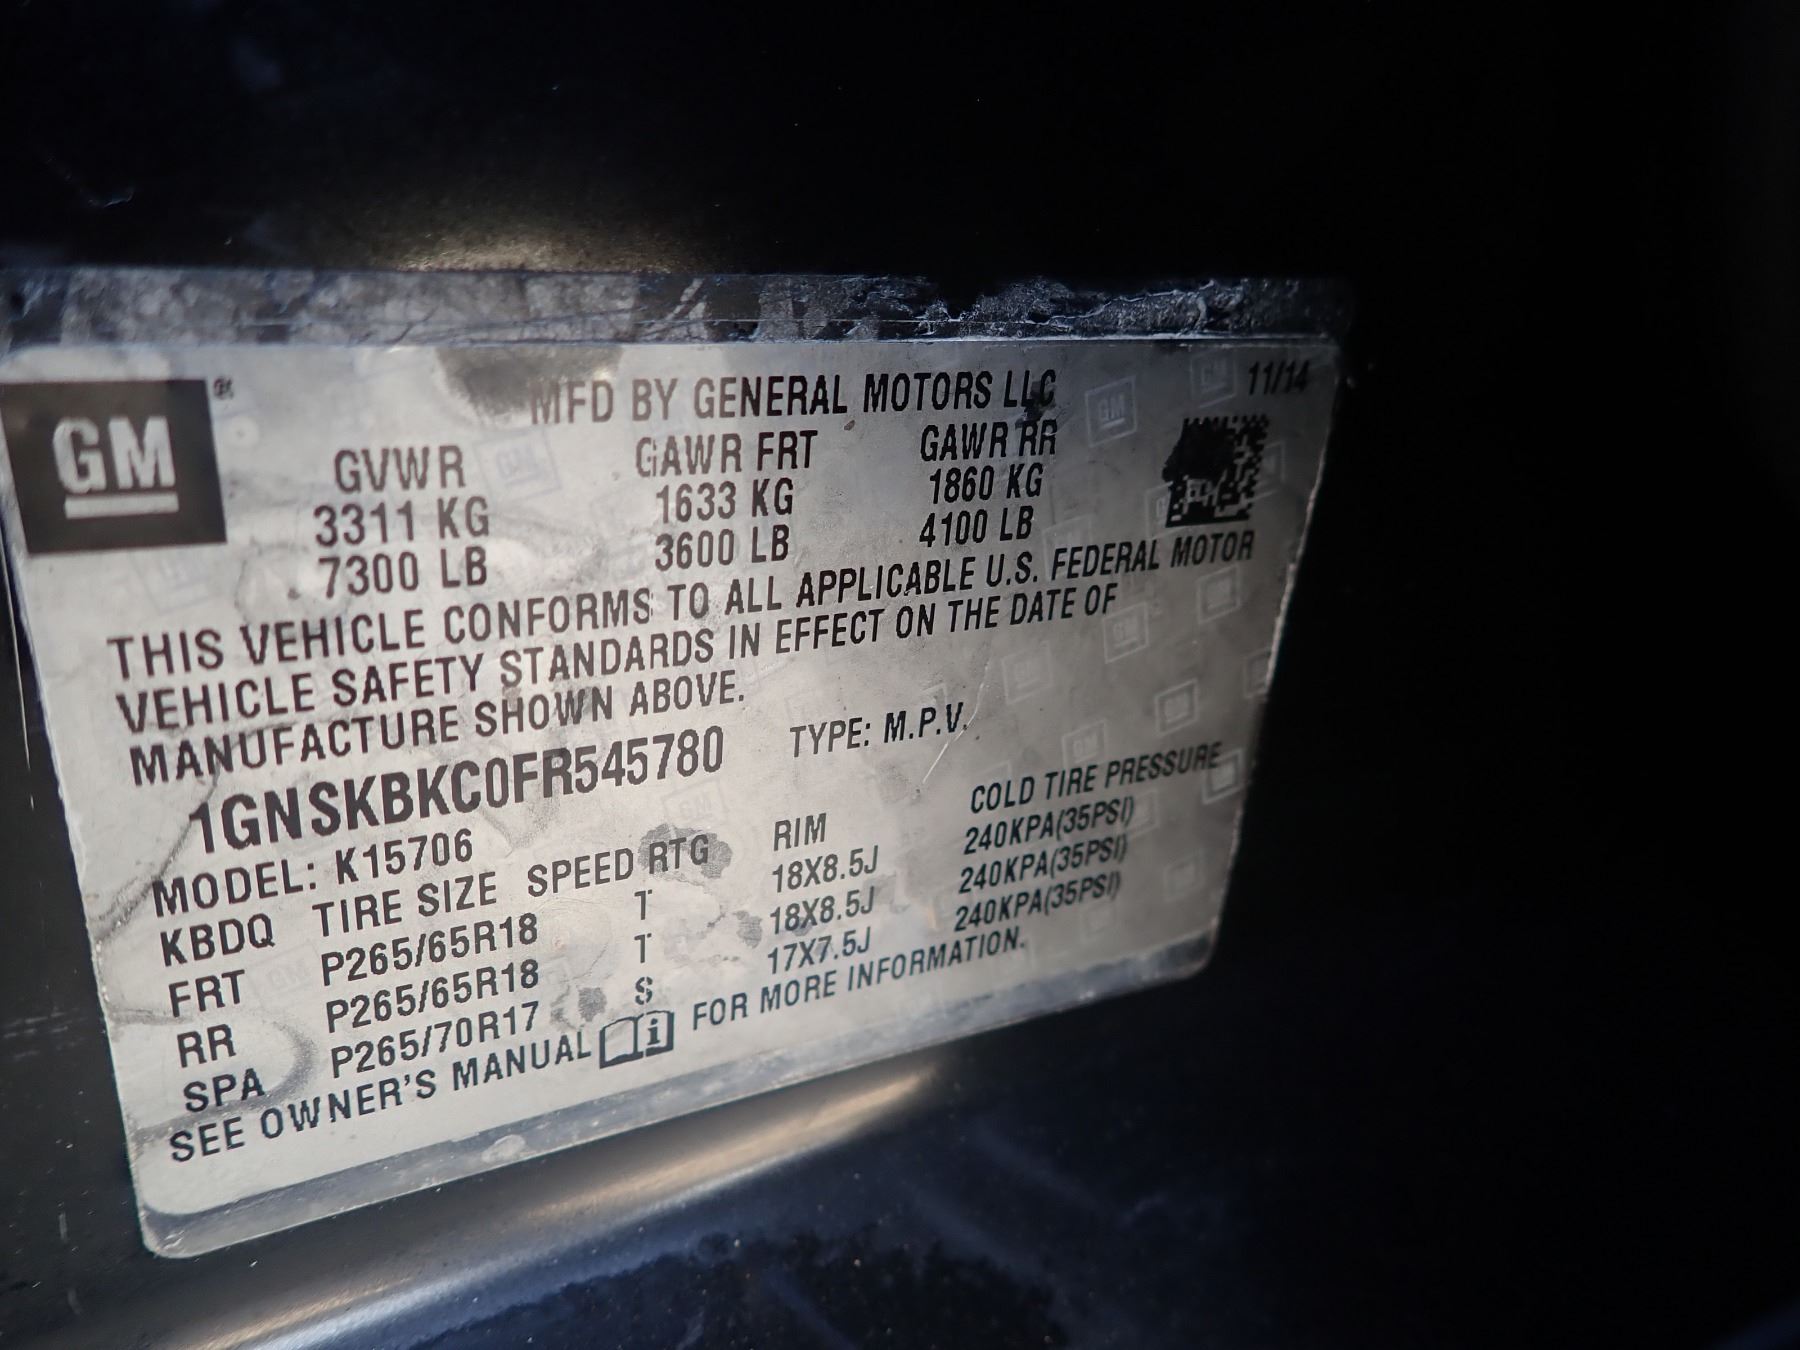 GM ®
MFD BY GENERAL MOTORS LLC 11/14
GVWR GAWR FRT GAWR RR
3311 KG 1633 KG 1860 KG
7300 LB 3600 LB 4100 LB
THIS VEHICLE CONFORMS TO ALL APPLICABLE U.S. FEDERAL MOTOR
VEHICLE SAFETY STANDARDS IN EFFECT ON THE DATE OF
MANUFACTURE SHOWN ABOVE.
1GNSKBKC0FR545780 TYPE: M.P.V.
MODEL: K15706
KBDQ TIRE SIZE SPEED RTG RIM COLD TIRE PRESSURE
FRT P265/65R18 T 18X8.5J 240KPA(35PSI)
RR P265/65R18 T 18X8.5J 240KPA(35PSI)
SPA P265/70R17 S 17X7.5J 240KPA(35PSI)
SEE OWNER'S MANUAL i FOR MORE INFORMATION.